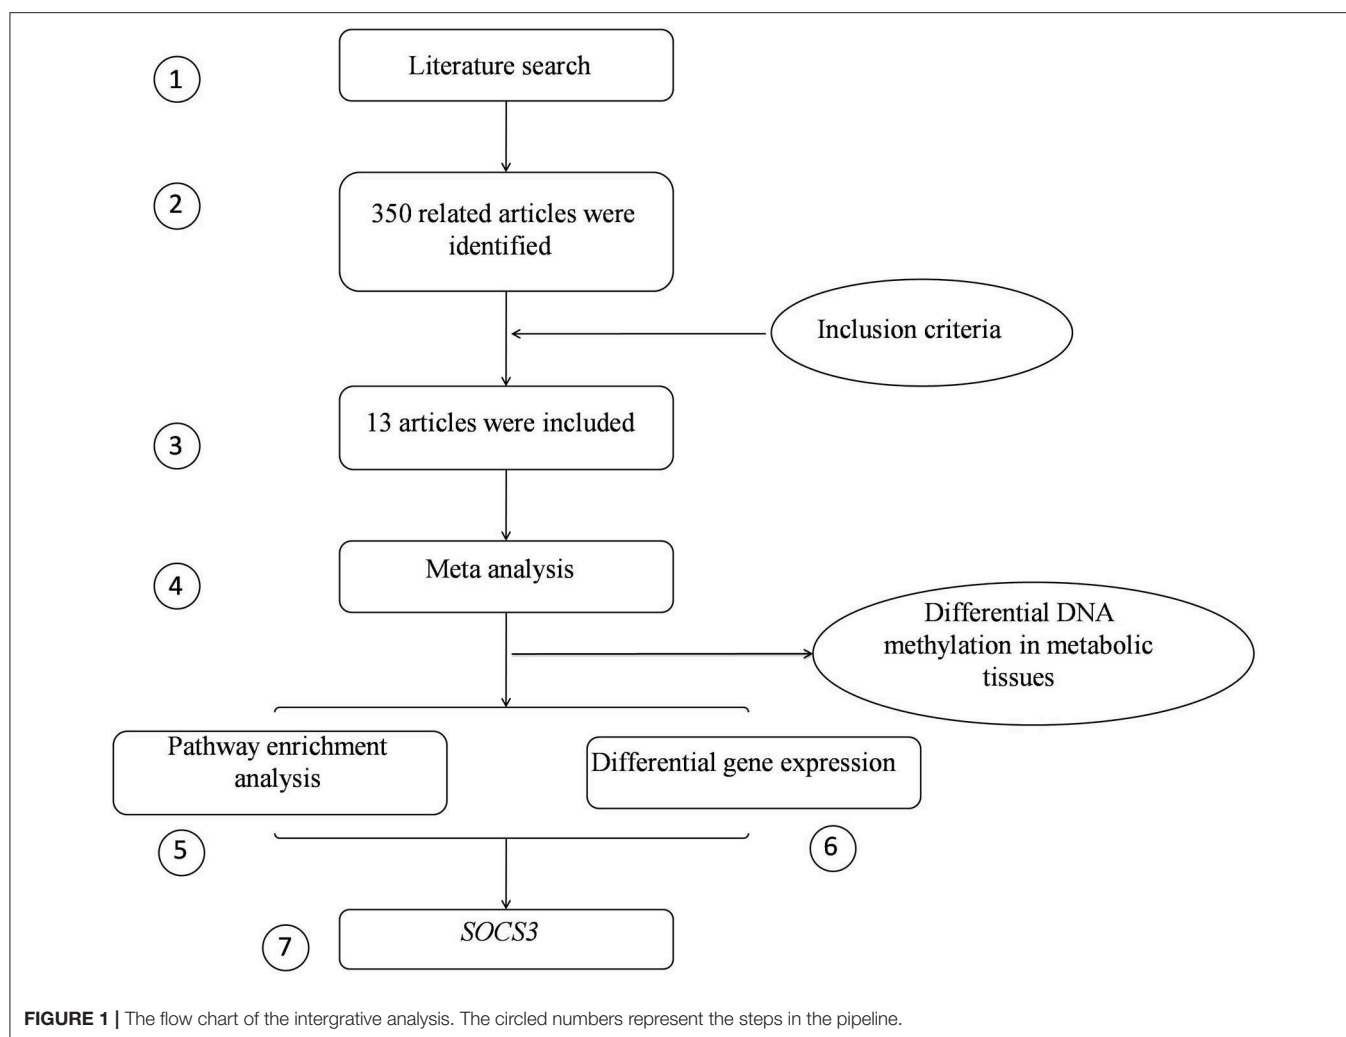 1
Literature search
2
350 related articles were
identified
Inclusion criteria
3
13 articles were included
4
Meta analysis
Differential DNA
methylation in metabolic
tissues
Pathway enrichment
analysis
Differential gene expression
5
6
7
SOCS3
FIGURE 1 | The flow chart of the intergrative analysis. The circled numbers represent the steps in the pipeline.